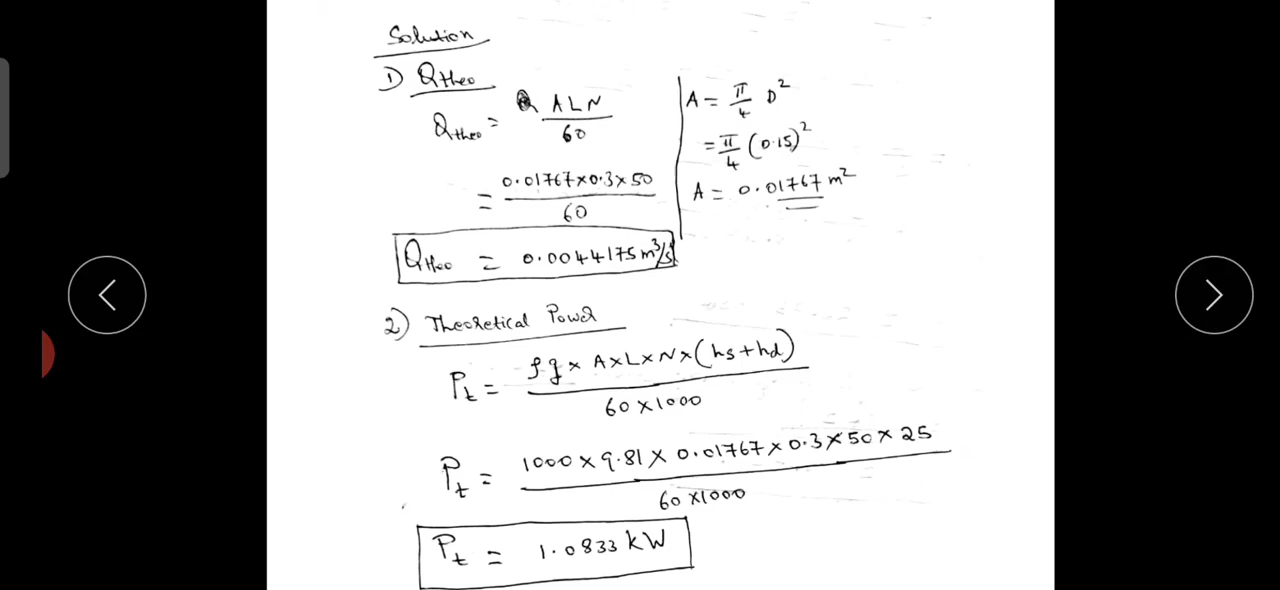 Solution
1) Qtheo
Qtheo = ALN / 60
= 0.01767×0.3×50 / 60
Qtheo = 0.0044175 m³/s
A = π/4 D²
= π/4 (0.15)²
A = 0.01767 m²
2) Theoretical Power
Pt = ρg × A×L×N×(hs+hd) / 60×1000
Pt = 1000 × 9.81 × 0.01767 × 0.3 × 50 × 25 / 60×1000
Pt = 1.0833 kW